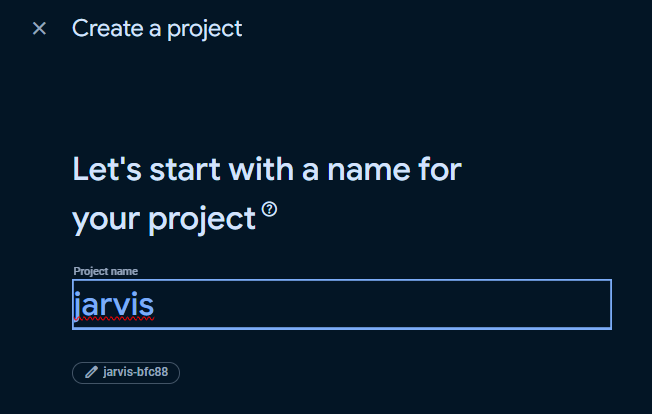 Create a project
Let's start with a name for
your project
Project name
jarvis
jarvis-bfc88